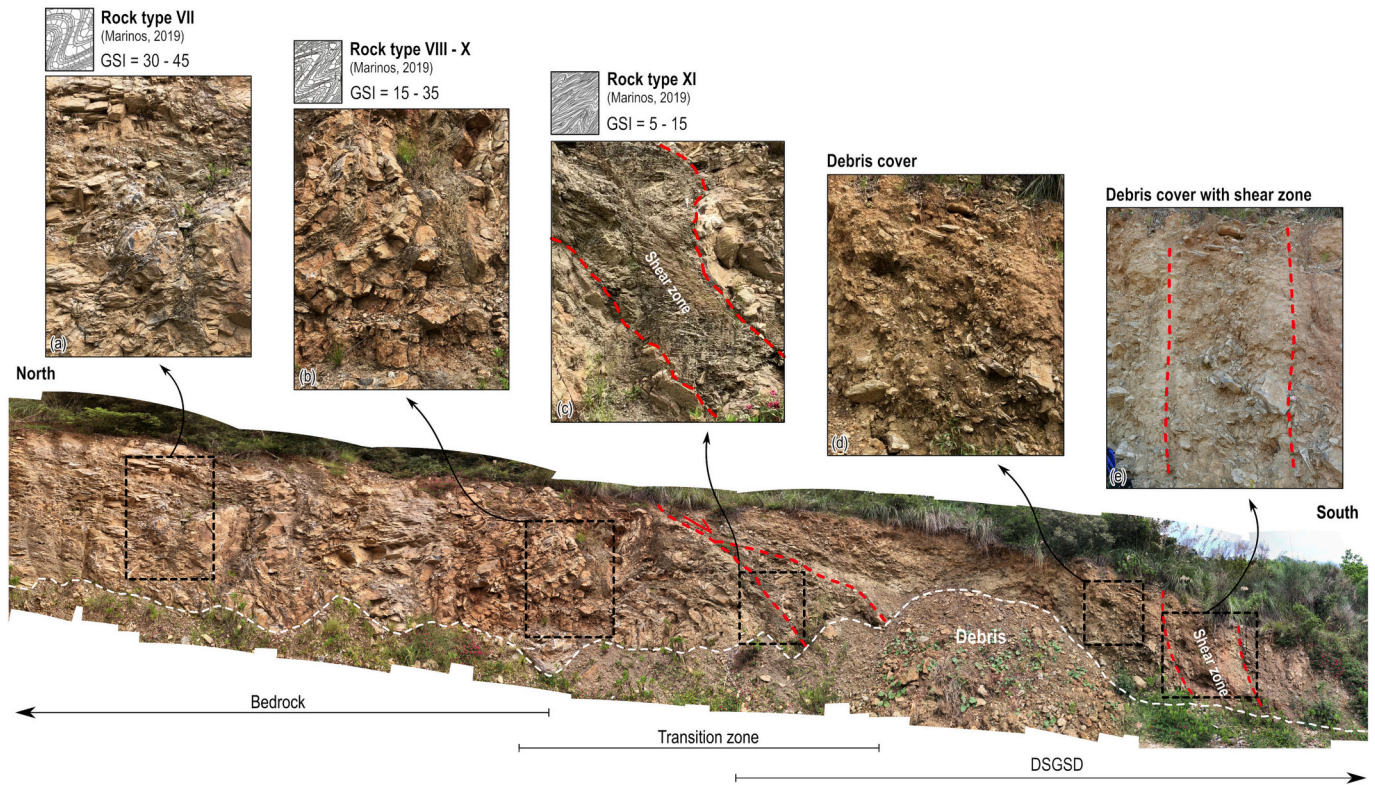 Rock type VII
(Marinos, 2019)
GSI = 30 - 45
Rock type VIII - X
(Marinos, 2019)
GSI = 15 - 35
Rock type XI
(Marinos, 2019)
GSI = 5 - 15
Debris cover
Debris cover with shear zone
(a)
(b)
Shear zone
(c)
(d)
(e)
North
South
Debris
Shear zone
Bedrock
Transition zone
DSGSD